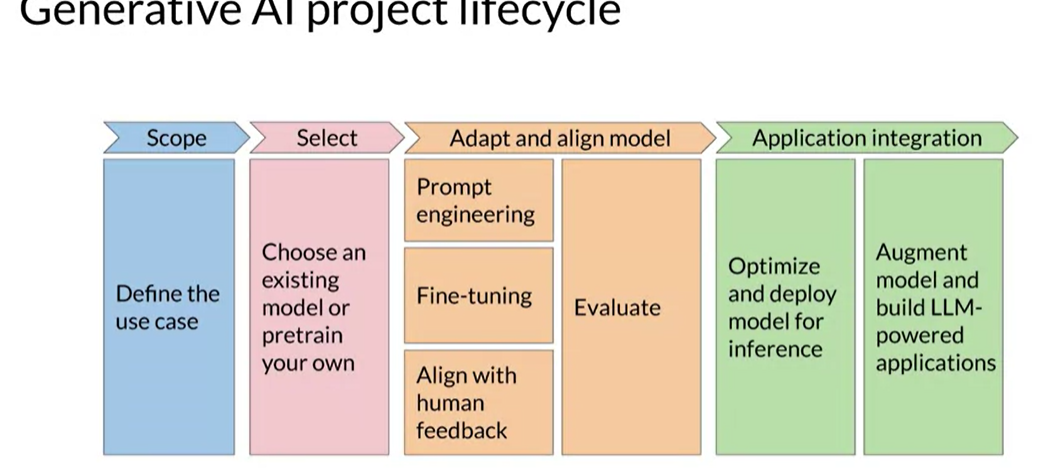 Generative AI project lifecycle
Scope
Select
Adapt and align model
Application integration
Define the
use case
Choose an
existing
model or
pretrain
your own
Prompt
engineering
Fine-tuning
Align with
human
feedback
Evaluate
Optimize
and deploy
model for
inference
Augment
model and
build LLM-
powered
applications